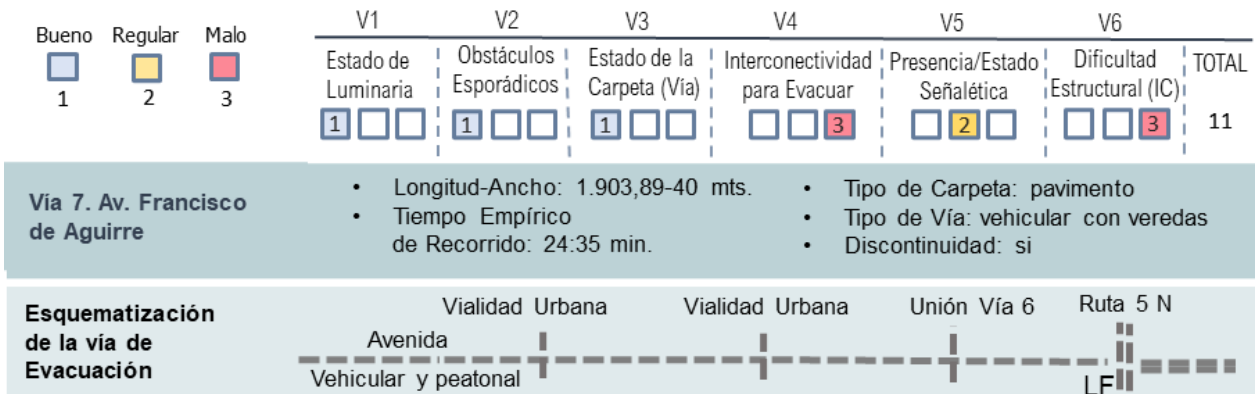 Bueno Regular Malo
1 2 3
V1 V2 V3 V4 V5 V6
Estado de Luminaria
Obstáculos Esporádicos
Estado de la Carpeta (Vía)
Interconectividad para Evacuar
Presencia/Estado Señalética
Dificultad Estructural (IC)
TOTAL
1 1 1 3 2 3 11
Vía 7. Av. Francisco
de Aguirre
• Longitud-Ancho: 1.903,89-40 mts.
• Tiempo Empírico
de Recorrido: 24:35 min.
• Tipo de Carpeta: pavimento
• Tipo de Vía: vehicular con veredas
• Discontinuidad: si
Esquematización
de la vía de
Evacuación
Vialidad Urbana Vialidad Urbana Unión Vía 6 Ruta 5 N
Avenida
Vehicular y peatonal
LF